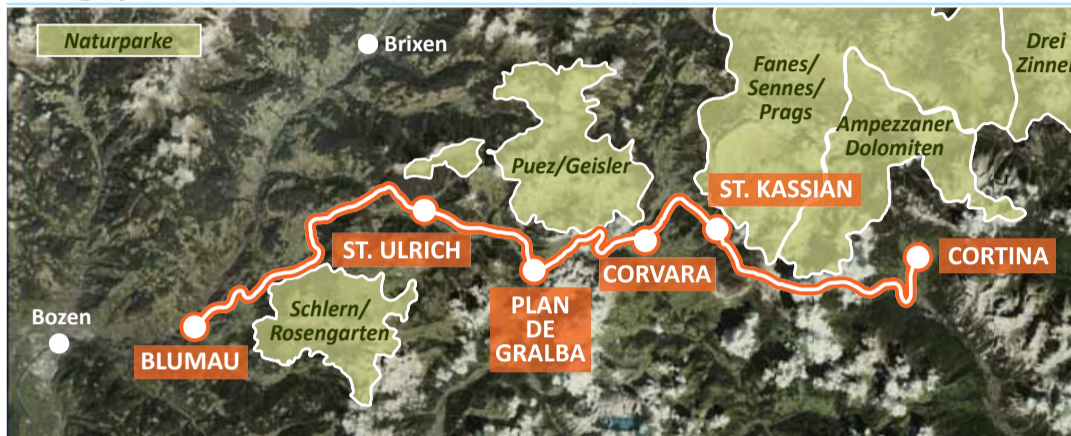 Naturparke
Brixen
Fanes/
Sennes/
Prags
Drei
Zinnen
Ampezzaner
Dolomiten
Puez/Geisler
ST. KASSIAN
ST. ULRICH
CORVARA
CORTINA
Schlern/
Rosengarten
PLAN
DE
GRALBA
Bozen
BLUMAU